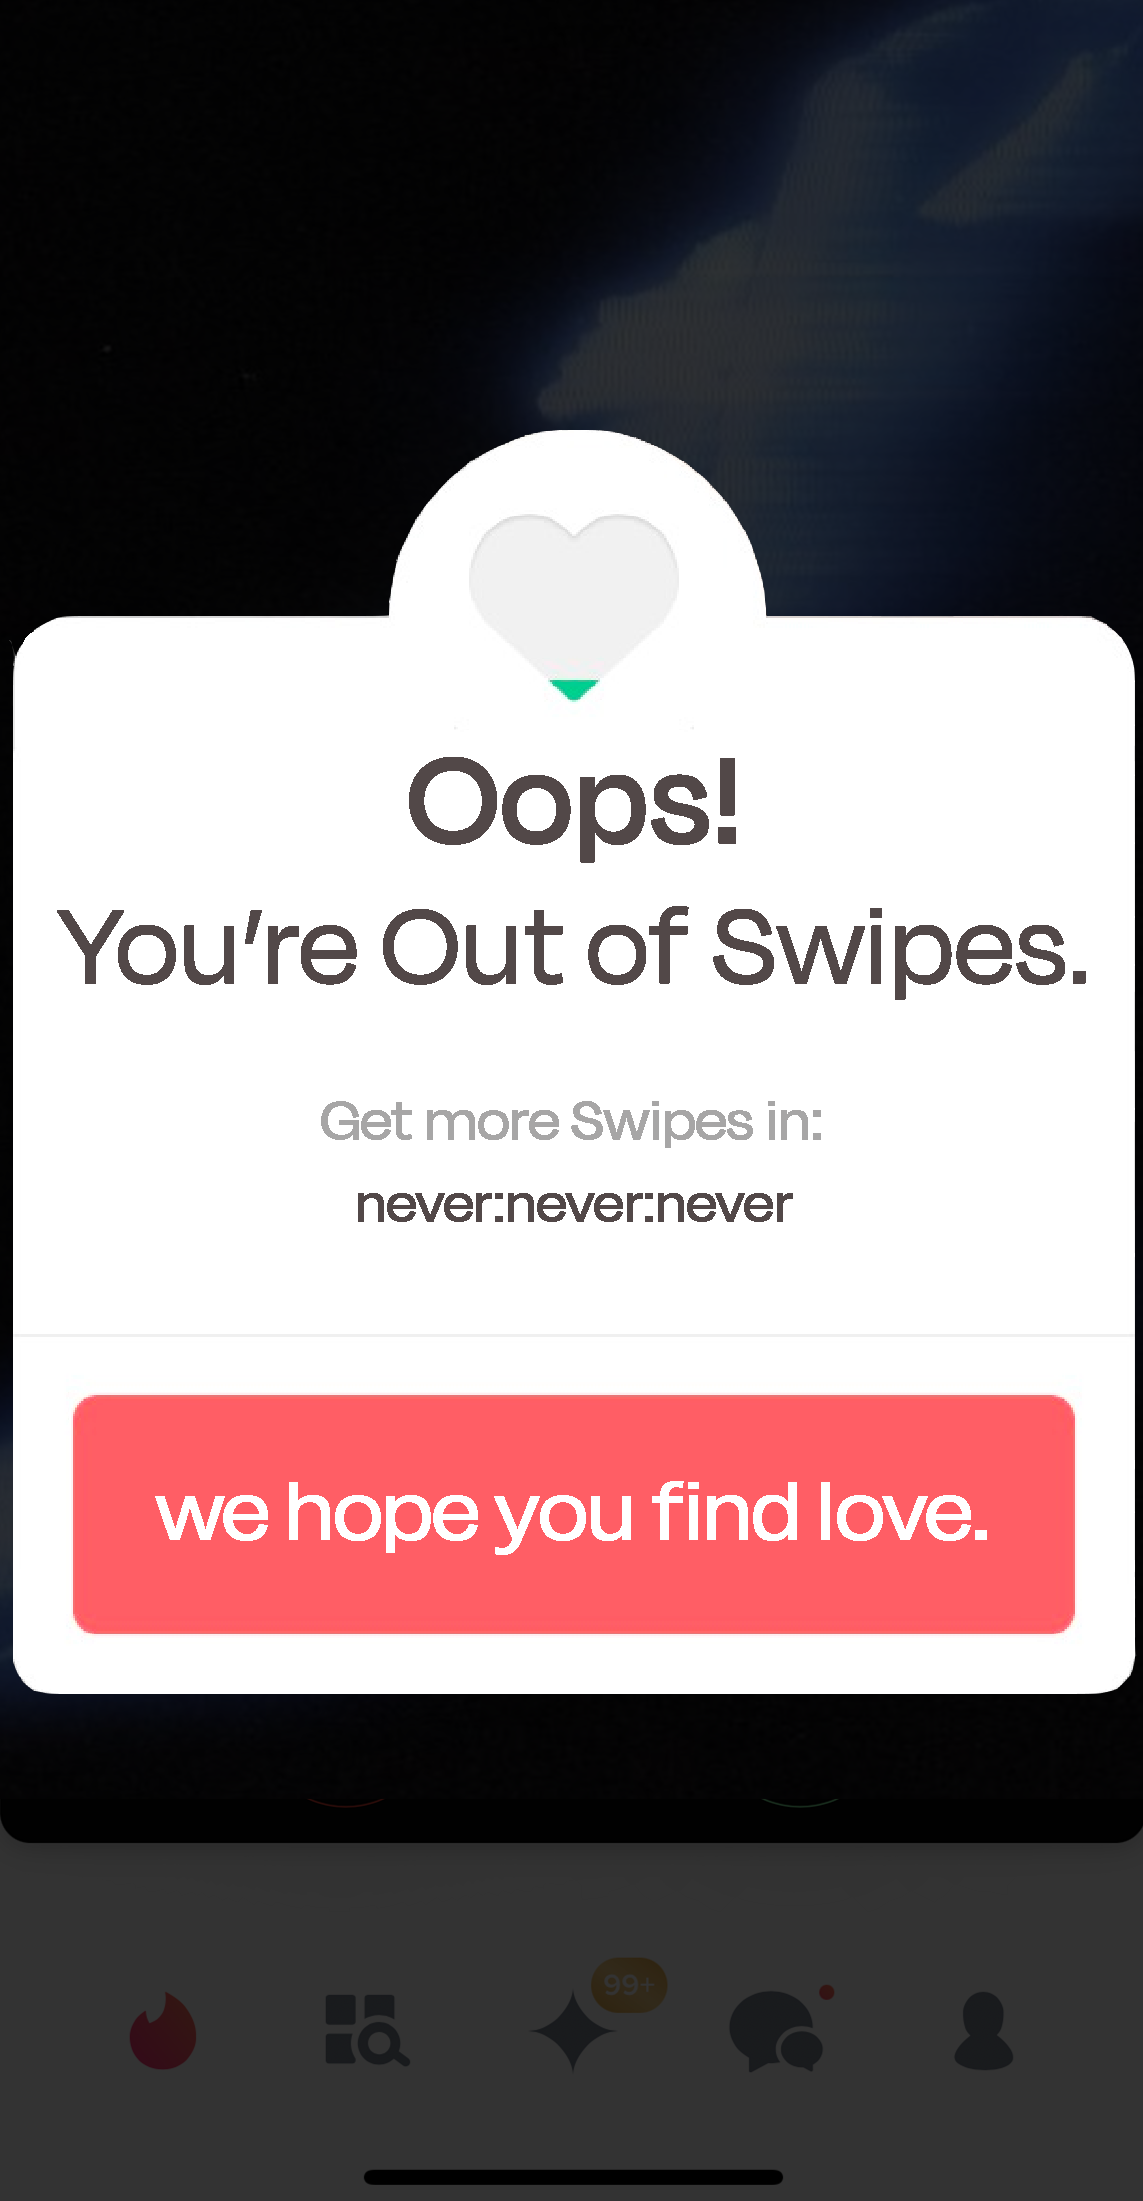 Oops!
You're Out of Swipes.
Get more Swipes in:
never:never:never
we hope you find love.
99+